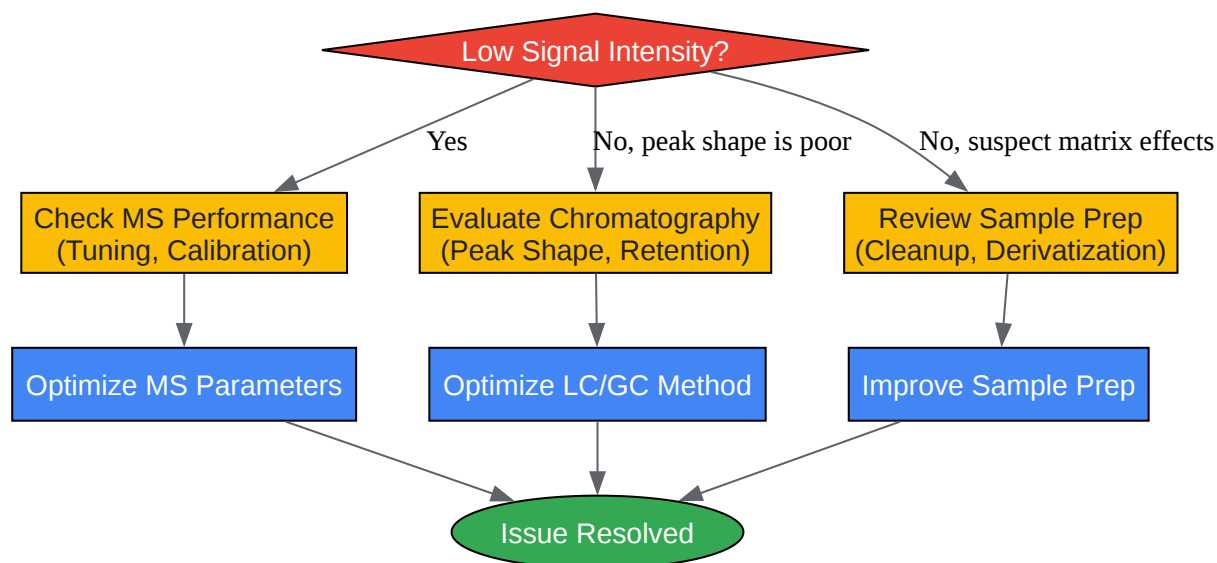 Low Signal Intensity?
Yes
No, peak shape is poor
No, suspect matrix effects
Check MS Performance
(Tuning, Calibration)
Evaluate Chromatography
(Peak Shape, Retention)
Review Sample Prep
(Cleanup, Derivatization)
Optimize MS Parameters
Optimize LC/GC Method
Improve Sample Prep
Issue Resolved